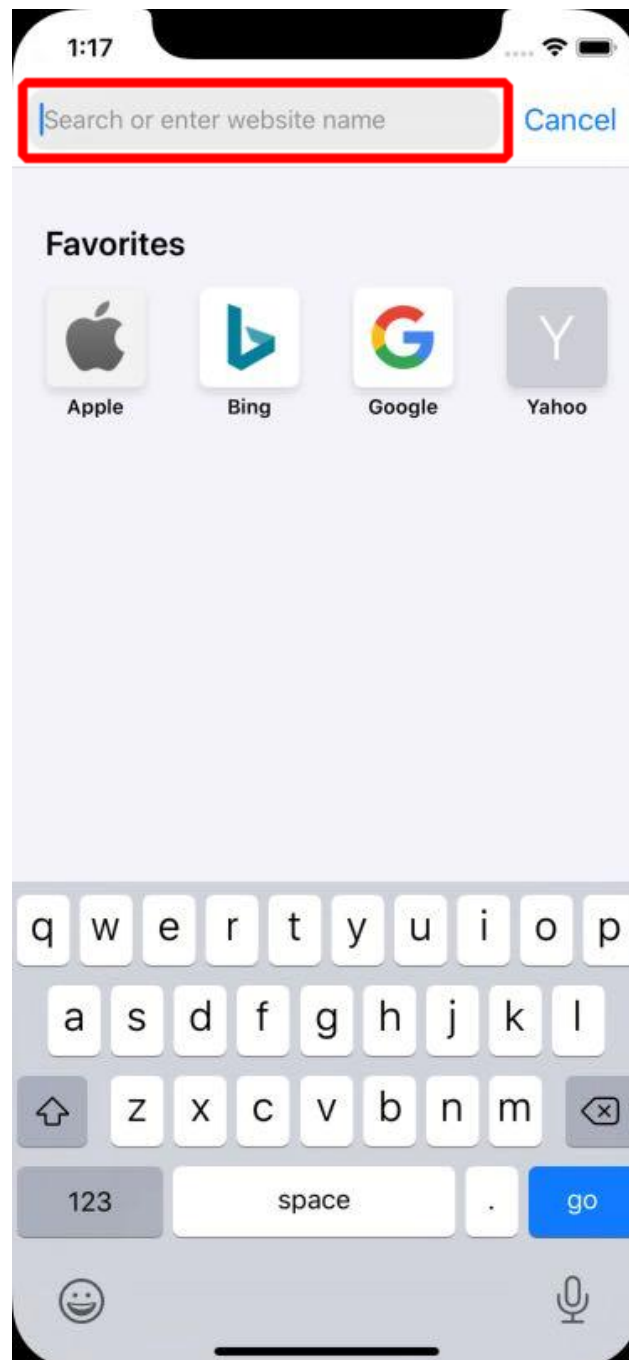 1:17
Search or enter website name Cancel
Favorites
Y
Apple Bing Google Yahoo
q w e r t y u i o p
a s d f g h j k l
z x c v b n m
123 space . go